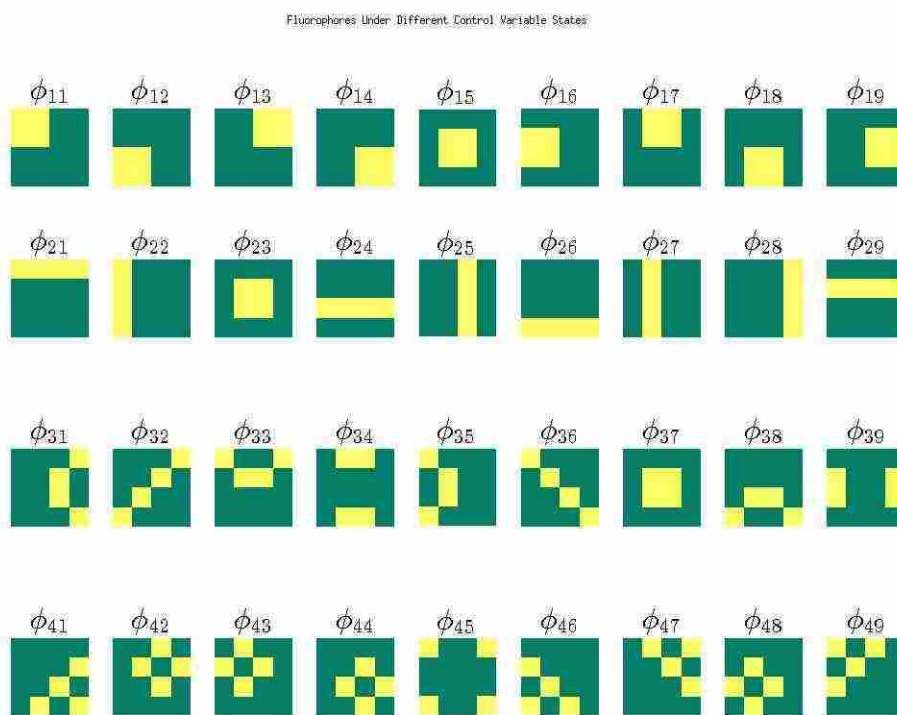 Fluorophores Under Different Control Variable States
ϕ11 ϕ12 ϕ13 ϕ14 ϕ15 ϕ16 ϕ17 ϕ18 ϕ19
ϕ21 ϕ22 ϕ23 ϕ24 ϕ25 ϕ26 ϕ27 ϕ28 ϕ29
ϕ31 ϕ32 ϕ33 ϕ34 ϕ35 ϕ36 ϕ37 ϕ38 ϕ39
ϕ41 ϕ42 ϕ43 ϕ44 ϕ45 ϕ46 ϕ47 ϕ48 ϕ49